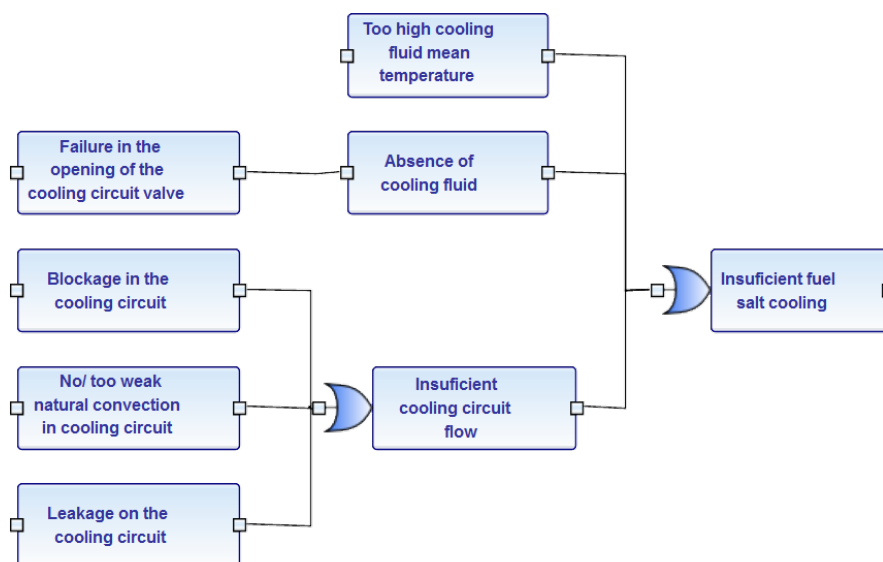 Too high cooling
fluid mean
temperature
Failure in the
opening of the
cooling circuit valve
Absence of
cooling fluid
Blockage in the
cooling circuit
Insuficient fuel
salt cooling
No/ too weak
natural convection
in cooling circuit
Insuficient
cooling circuit
flow
Leakage on the
cooling circuit